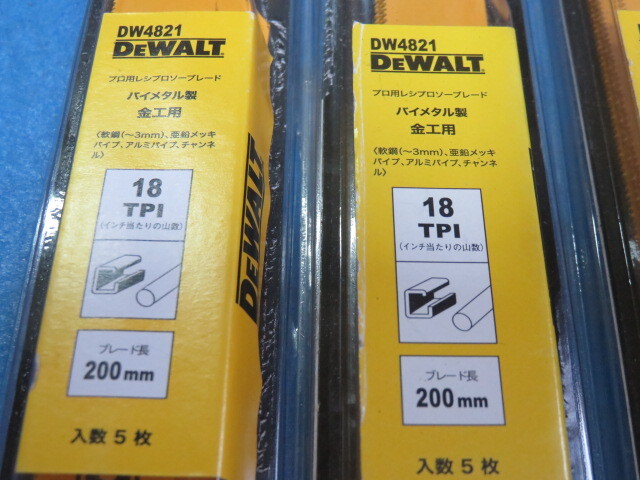 DW4821
DEWALT
プロ用レシプロソーブレード
バイメタル製
金工用
〈軟鋼(〜3mm)、亜鉛メッキ
パイプ、アルミパイプ、チャンネ
ル〉
18
TPI
(インチ当たりの山数)
ブレード長
200mm
入数5枚
DEWALT
DW4821
DEWALT
プロ用レシプロソーブレード
バイメタル製
金工用
〈軟鋼(〜3mm)、亜鉛メッキ
パイプ、アルミパイプ、チャンネ
ル〉
18
TPI
(インチ当たりの山数)
ブレード長
200mm
入数5枚